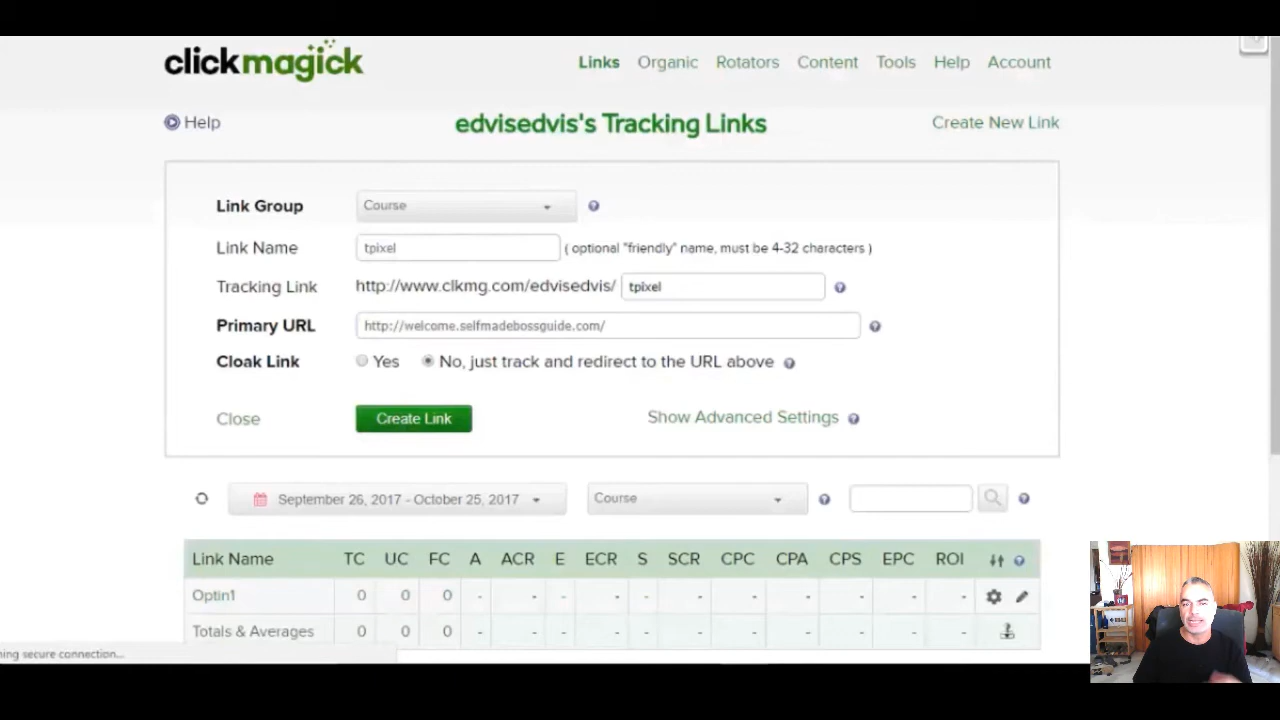 clickmagick
Links Organic Rotators Content Tools Help Account
Help
edvisedvis's Tracking Links
Create New Link
Link Group Course
Link Name tpixel ( optional "friendly" name, must be 4-32 characters )
Tracking Link http://www.clkmg.com/edvisedvis/ tpixel
Primary URL http://welcome.selfmadebossguide.com/
Cloak Link Yes No, just track and redirect to the URL above
Close Create Link Show Advanced Settings
September 26, 2017 - October 25, 2017 Course
Link Name TC UC FC A ACR E ECR S SCR CPC CPA CPS EPC ROI
Optin1 0 0 0 - - - - - - - - - - -
Totals & Averages 0 0 0 - - - - - - - - - - -
secure connection...